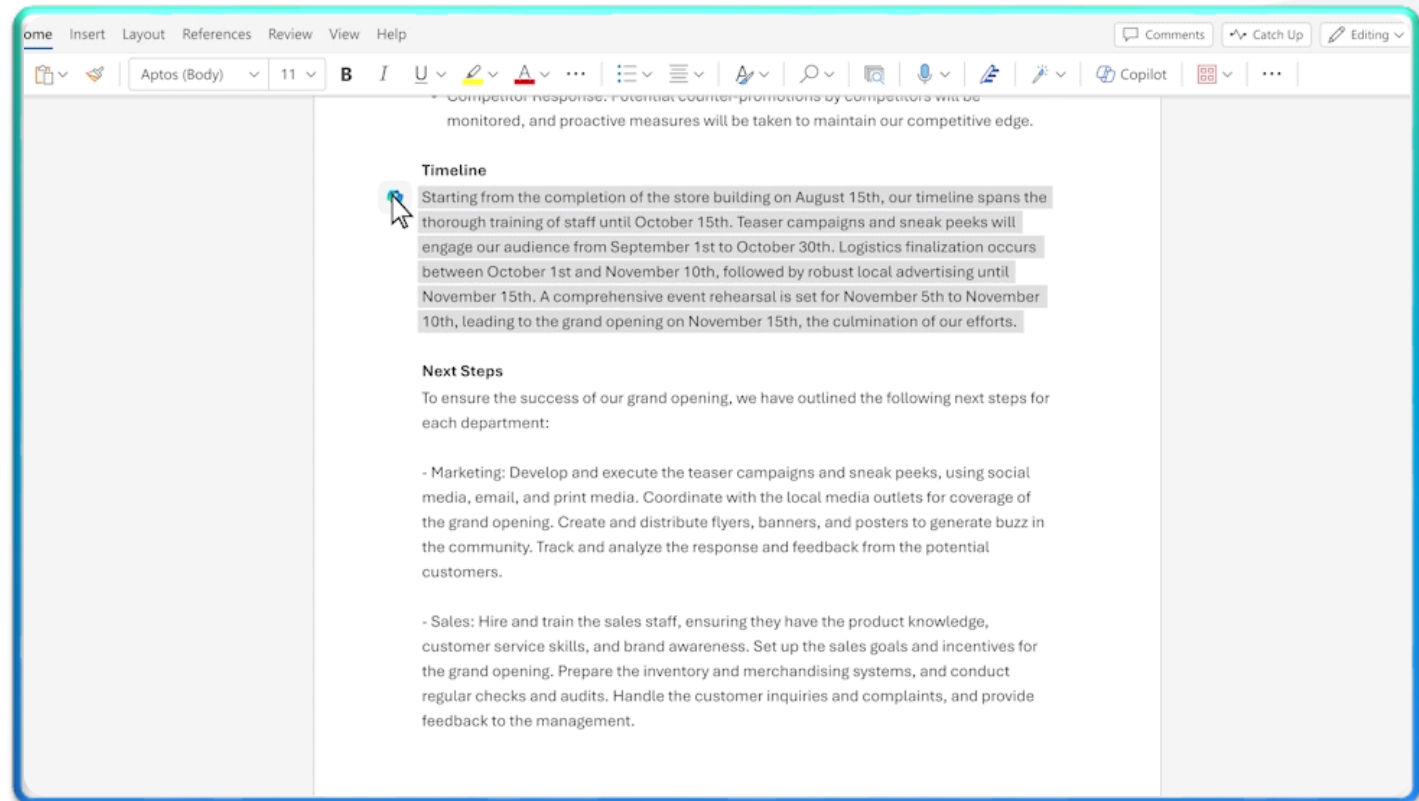 ome Insert Layout References Review View Help
Comments Catch Up Editing
Aptos (Body) 11 B I U A Copilot
Competitor Response: Potential counter-promotions by competitors will be
monitored, and proactive measures will be taken to maintain our competitive edge.
Timeline
Starting from the completion of the store building on August 15th, our timeline spans the
thorough training of staff until October 15th. Teaser campaigns and sneak peeks will
engage our audience from September 1st to October 30th. Logistics finalization occurs
between October 1st and November 10th, followed by robust local advertising until
November 15th. A comprehensive event rehearsal is set for November 5th to November
10th, leading to the grand opening on November 15th, the culmination of our efforts.
Next Steps
To ensure the success of our grand opening, we have outlined the following next steps for
each department:
- Marketing: Develop and execute the teaser campaigns and sneak peeks, using social
media, email, and print media. Coordinate with the local media outlets for coverage of
the grand opening. Create and distribute flyers, banners, and posters to generate buzz in
the community. Track and analyze the response and feedback from the potential
customers.
- Sales: Hire and train the sales staff, ensuring they have the product knowledge,
customer service skills, and brand awareness. Set up the sales goals and incentives for
the grand opening. Prepare the inventory and merchandising systems, and conduct
regular checks and audits. Handle the customer inquiries and complaints, and provide
feedback to the management.